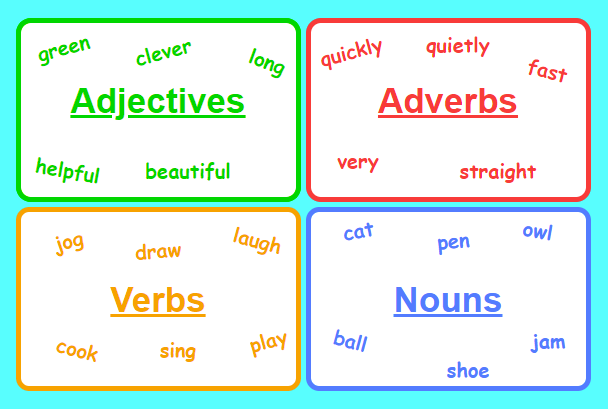 green clever long
Adjectives
helpful beautiful
quickly quietly fast
Adverbs
very straight
jog draw laugh
Verbs
cook sing play
cat pen owl
Nouns
ball shoe jam